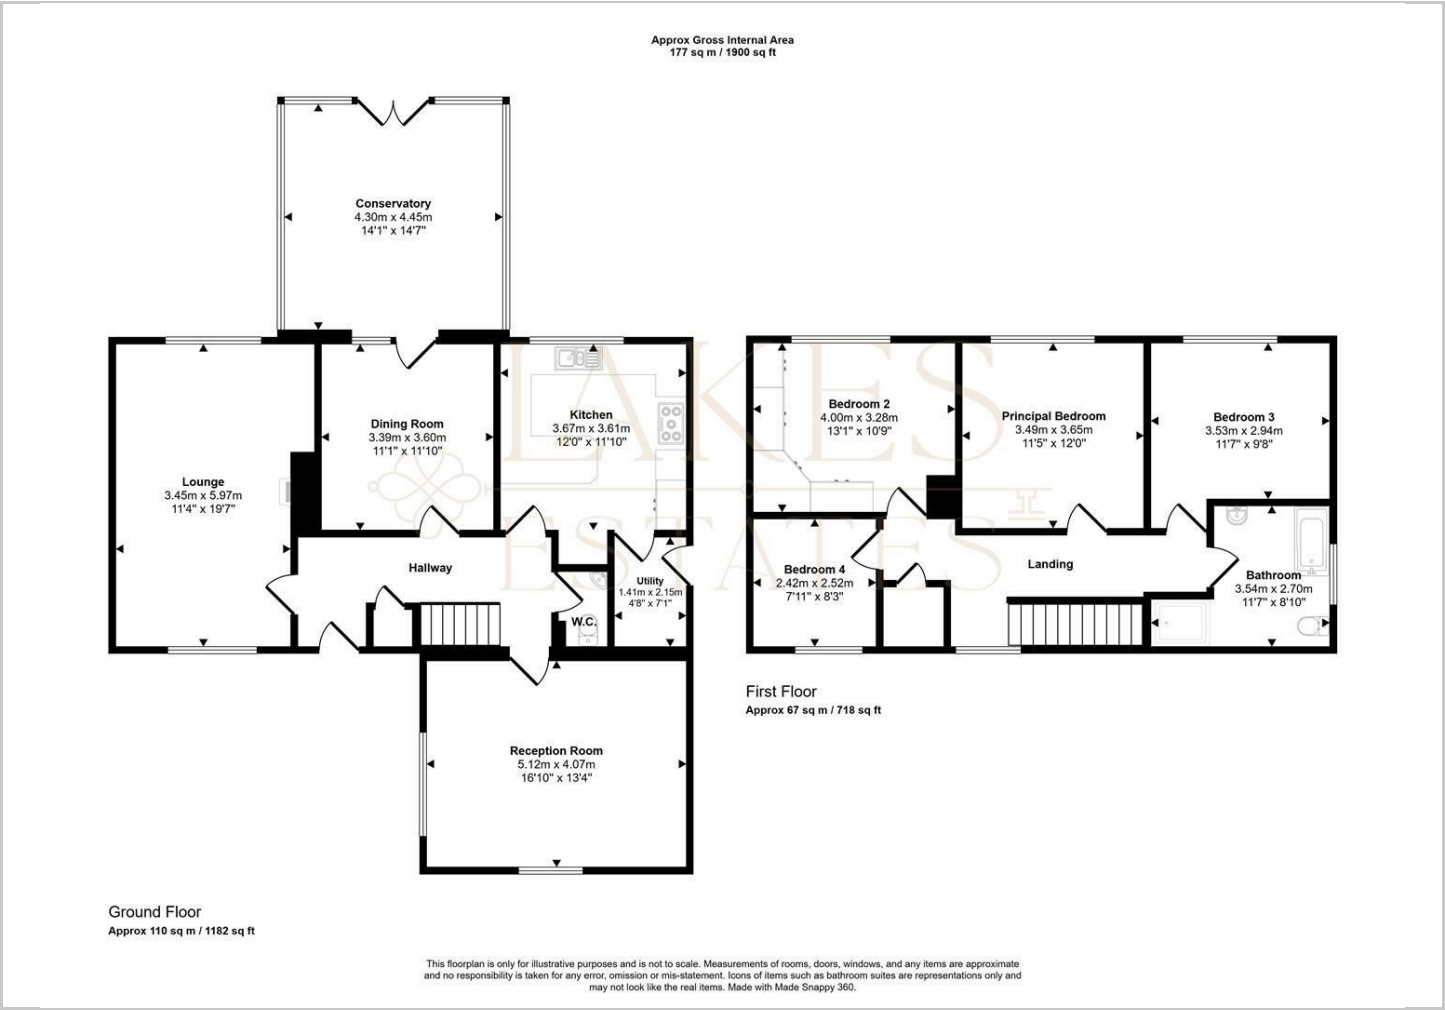 Approx Gross Internal Area
177 sq m / 1900 sq ft
Conservatory
4.30m x 4.45m
14'1" x 14'7"
Lounge
3.45m x 5.97m
11'4" x 19'7"
Dining Room
3.39m x 3.60m
11'1" x 11'10"
Kitchen
3.67m x 3.61m
12'0" x 11'10"
Hallway
Utility
1.41m x 2.15m
4'8" x 7'1"
W.C.
Reception Room
5.12m x 4.07m
16'10" x 13'4"
Ground Floor
Approx 110 sq m / 1182 sq ft
Bedroom 2
4.00m x 3.28m
13'1" x 10'9"
Principal Bedroom
3.49m x 3.65m
11'5" x 12'0"
Bedroom 3
3.53m x 2.94m
11'7" x 9'8"
Bedroom 4
2.42m x 2.52m
7'11" x 8'3"
Landing
Bathroom
3.54m x 2.70m
11'7" x 8'10"
First Floor
Approx 67 sq m / 718 sq ft
LAKES
ESTATES
This floorplan is only for illustrative purposes and is not to scale. Measurements of rooms, doors, windows, and any items are approximate
and no responsibility is taken for any error, omission or mis-statement. Icons of items such as bathroom suites are representations only and
may not look like the real items. Made with Made Snappy 360.